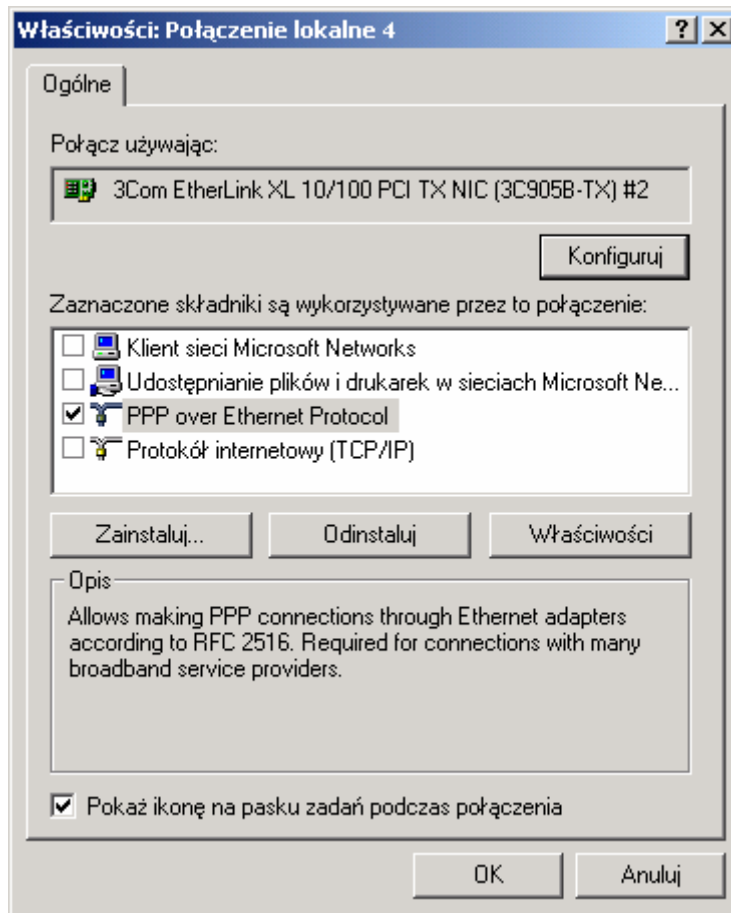 Właściwości: Połączenie lokalne 4
Ogólne
Połącz używając:
3Com EtherLink XL 10/100 PCI TX NIC (3C905B-TX) #2
Konfiguruj
Zaznaczone składniki są wykorzystywane przez to połączenie:
Klient sieci Microsoft Networks
Udostępnianie plików i drukarek w sieciach Microsoft Ne...
PPP over Ethernet Protocol
Protokół internetowy (TCP/IP)
Zainstaluj...
Odinstaluj
Właściwości
Opis
Allows making PPP connections through Ethernet adapters
according to RFC 2516. Required for connections with many
broadband service providers.
Pokaż ikonę na pasku zadań podczas połączenia
OK
Anuluj